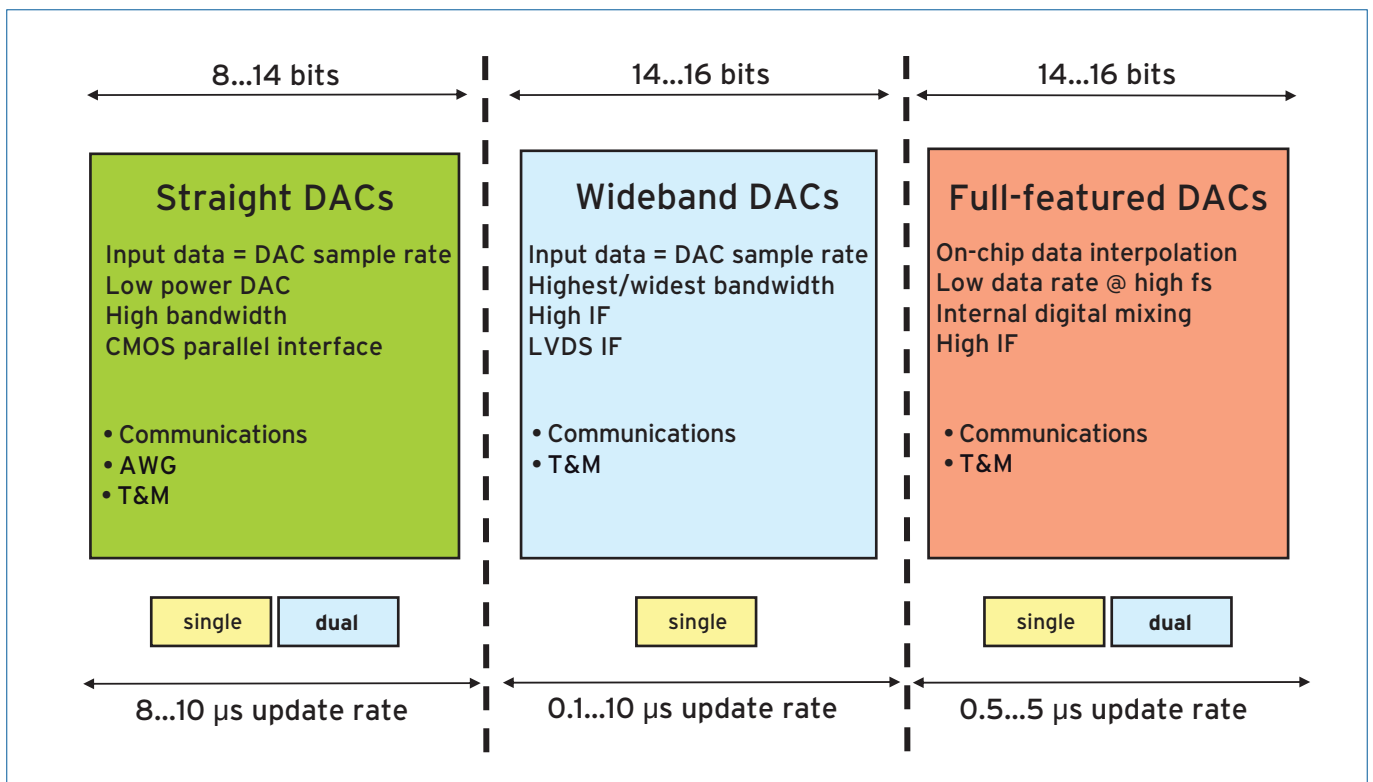 8...14 bits
14...16 bits
14...16 bits
Straight DACs
Input data = DAC sample rate
Low power DAC
High bandwidth
CMOS parallel interface
• Communications
• AWG
• T&M
Wideband DACs
Input data = DAC sample rate
Highest/widest bandwidth
High IF
LVDS IF
• Communications
• T&M
Full-featured DACs
On-chip data interpolation
Low data rate @ high fs
Internal digital mixing
High IF
• Communications
• T&M
single
dual
single
single
dual
8...10 µs update rate
0.1...10 µs update rate
0.5...5 µs update rate